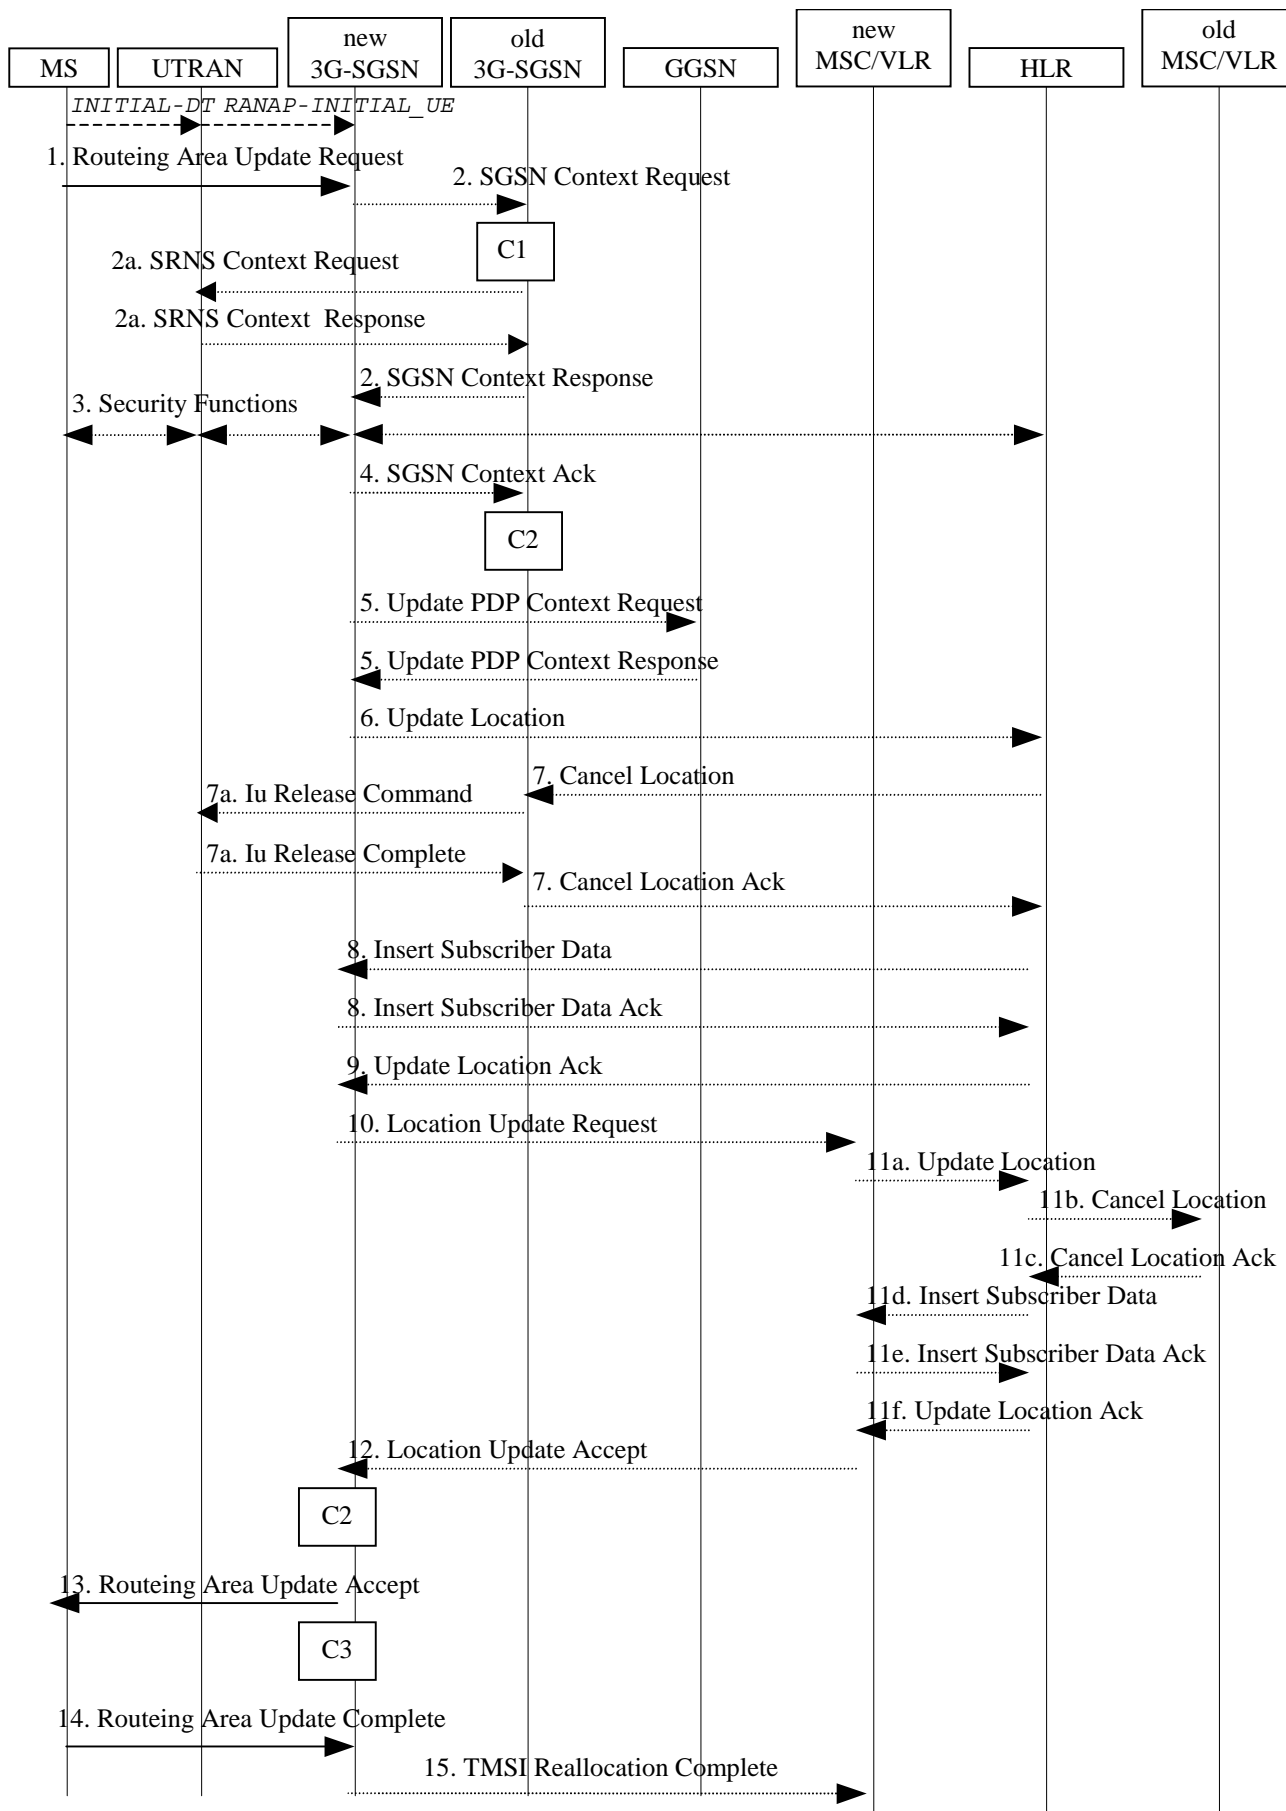 MS
UTRAN
new
3G-SGSN
old
3G-SGSN
GGSN
new
MSC/VLR
HLR
old
MSC/VLR
INITIAL-DT RANAP-INITIAL_UE
1. Routeing Area Update Request
2. SGSN Context Request
C1
2a. SRNS Context Request
2a. SRNS Context Response
2. SGSN Context Response
3. Security Functions
4. SGSN Context Ack
C2
5. Update PDP Context Request
5. Update PDP Context Response
6. Update Location
7. Cancel Location
7a. Iu Release Command
7a. Iu Release Complete
7. Cancel Location Ack
8. Insert Subscriber Data
8. Insert Subscriber Data Ack
9. Update Location Ack
10. Location Update Request
11a. Update Location
11b. Cancel Location
11c. Cancel Location Ack
11d. Insert Subscriber Data
11e. Insert Subscriber Data Ack
11f. Update Location Ack
12. Location Update Accept
C2
13. Routeing Area Update Accept
C3
14. Routeing Area Update Complete
15. TMSI Reallocation Complete